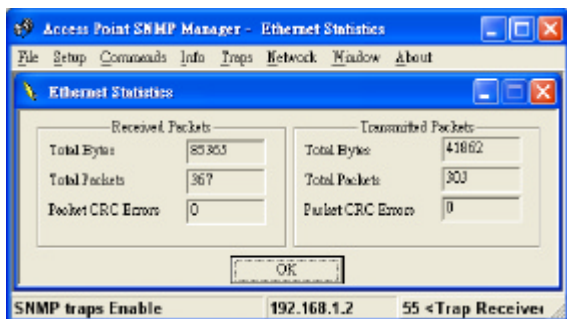 Access Point SNMP Manager - Ethernet Statistics
File Setup Commands Info Traps Network Window About
Ethernet Statistics
Received Packets
Total Bytes 85365
Total Packets 367
Packet CRC Errors 0
Transmitted Packets
Total Bytes 41862
Total Packets 303
Packet CRC Errors 0
OK
SNMP traps Enable 192.168.1.2 55 <Trap Receiver